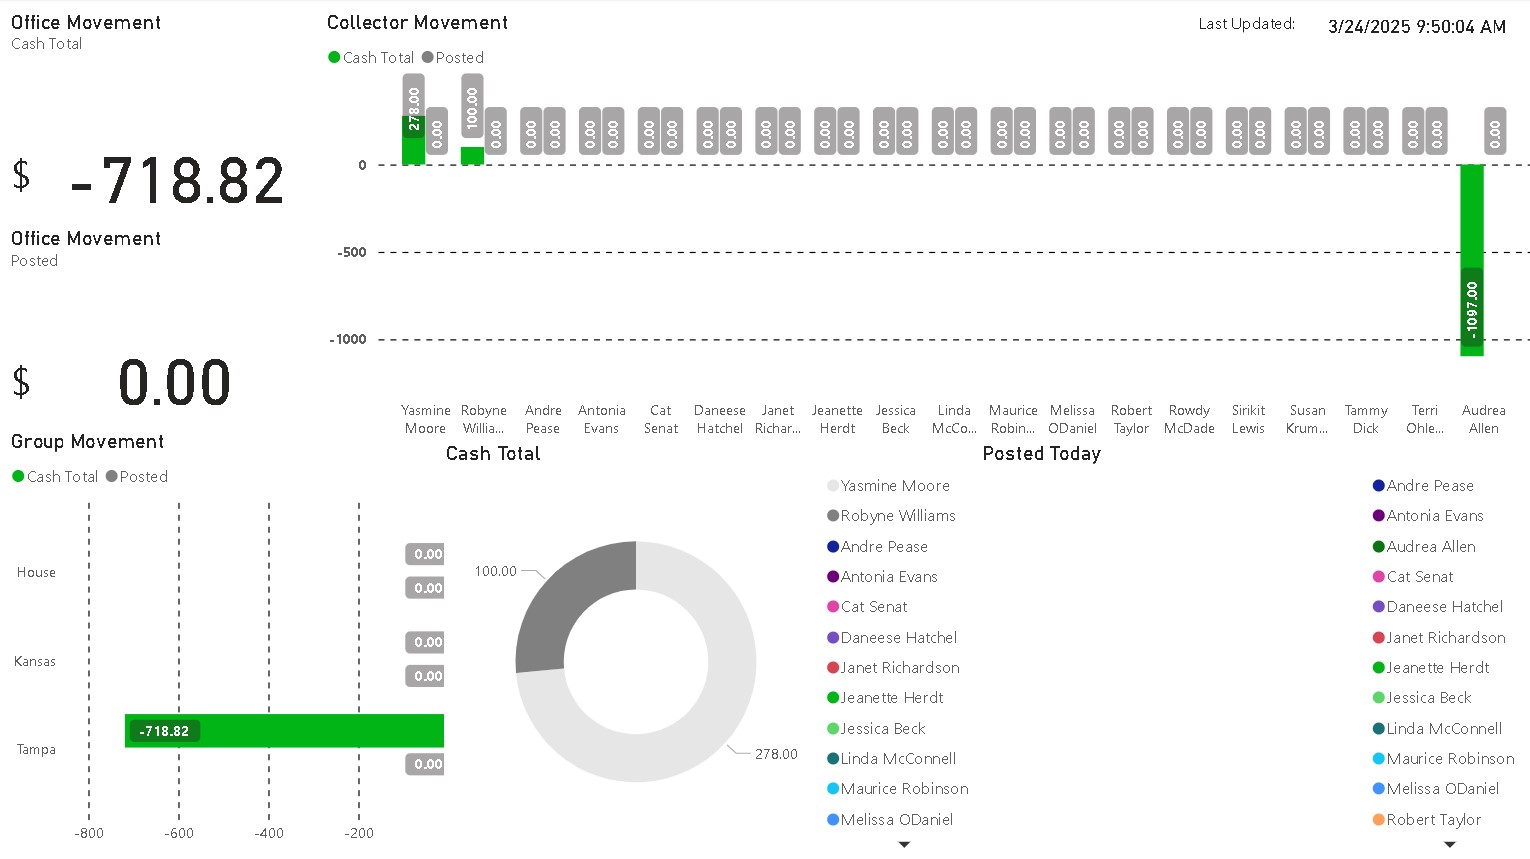 Office Movement
Cash Total
$ -718.82
Office Movement
Posted
$ 0.00
Collector Movement
Cash Total Posted
Last Updated: 3/24/2025 9:50:04 AM
278.00 0.00 100.00 0.00 0.00 0.00 0.00 0.00 0.00 0.00 0.00 0.00 0.00 0.00 0.00 0.00 0.00 0.00 0.00 0.00 0.00 0.00 0.00 0.00 0.00 0.00 0.00 0.00 0.00 0.00 0.00 0.00 0.00 0.00 0.00 0.00 0.00
0
-500
-1000
-1097.00
Yasmine Moore
Robyne Willia...
Andre Pease
Antonia Evans
Cat Senat
Daneese Hatchel
Janet Richar...
Jeanette Herdt
Jessica Beck
Linda McCo...
Maurice Robin...
Melissa ODaniel
Robert Taylor
Rowdy McDade
Sirikit Lewis
Susan Krum...
Tammy Dick
Terri Ohle...
Audrea Allen
Group Movement
Cash Total Posted
House
0.00
0.00
Kansas
0.00
0.00
Tampa
-718.82
0.00
-800 -600 -400 -200
Cash Total
100.00
278.00
Yasmine Moore
Robyne Williams
Andre Pease
Antonia Evans
Cat Senat
Daneese Hatchel
Janet Richardson
Jeanette Herdt
Jessica Beck
Linda McConnell
Maurice Robinson
Melissa ODaniel
Posted Today
Andre Pease
Antonia Evans
Audrea Allen
Cat Senat
Daneese Hatchel
Janet Richardson
Jeanette Herdt
Jessica Beck
Linda McConnell
Maurice Robinson
Melissa ODaniel
Robert Taylor